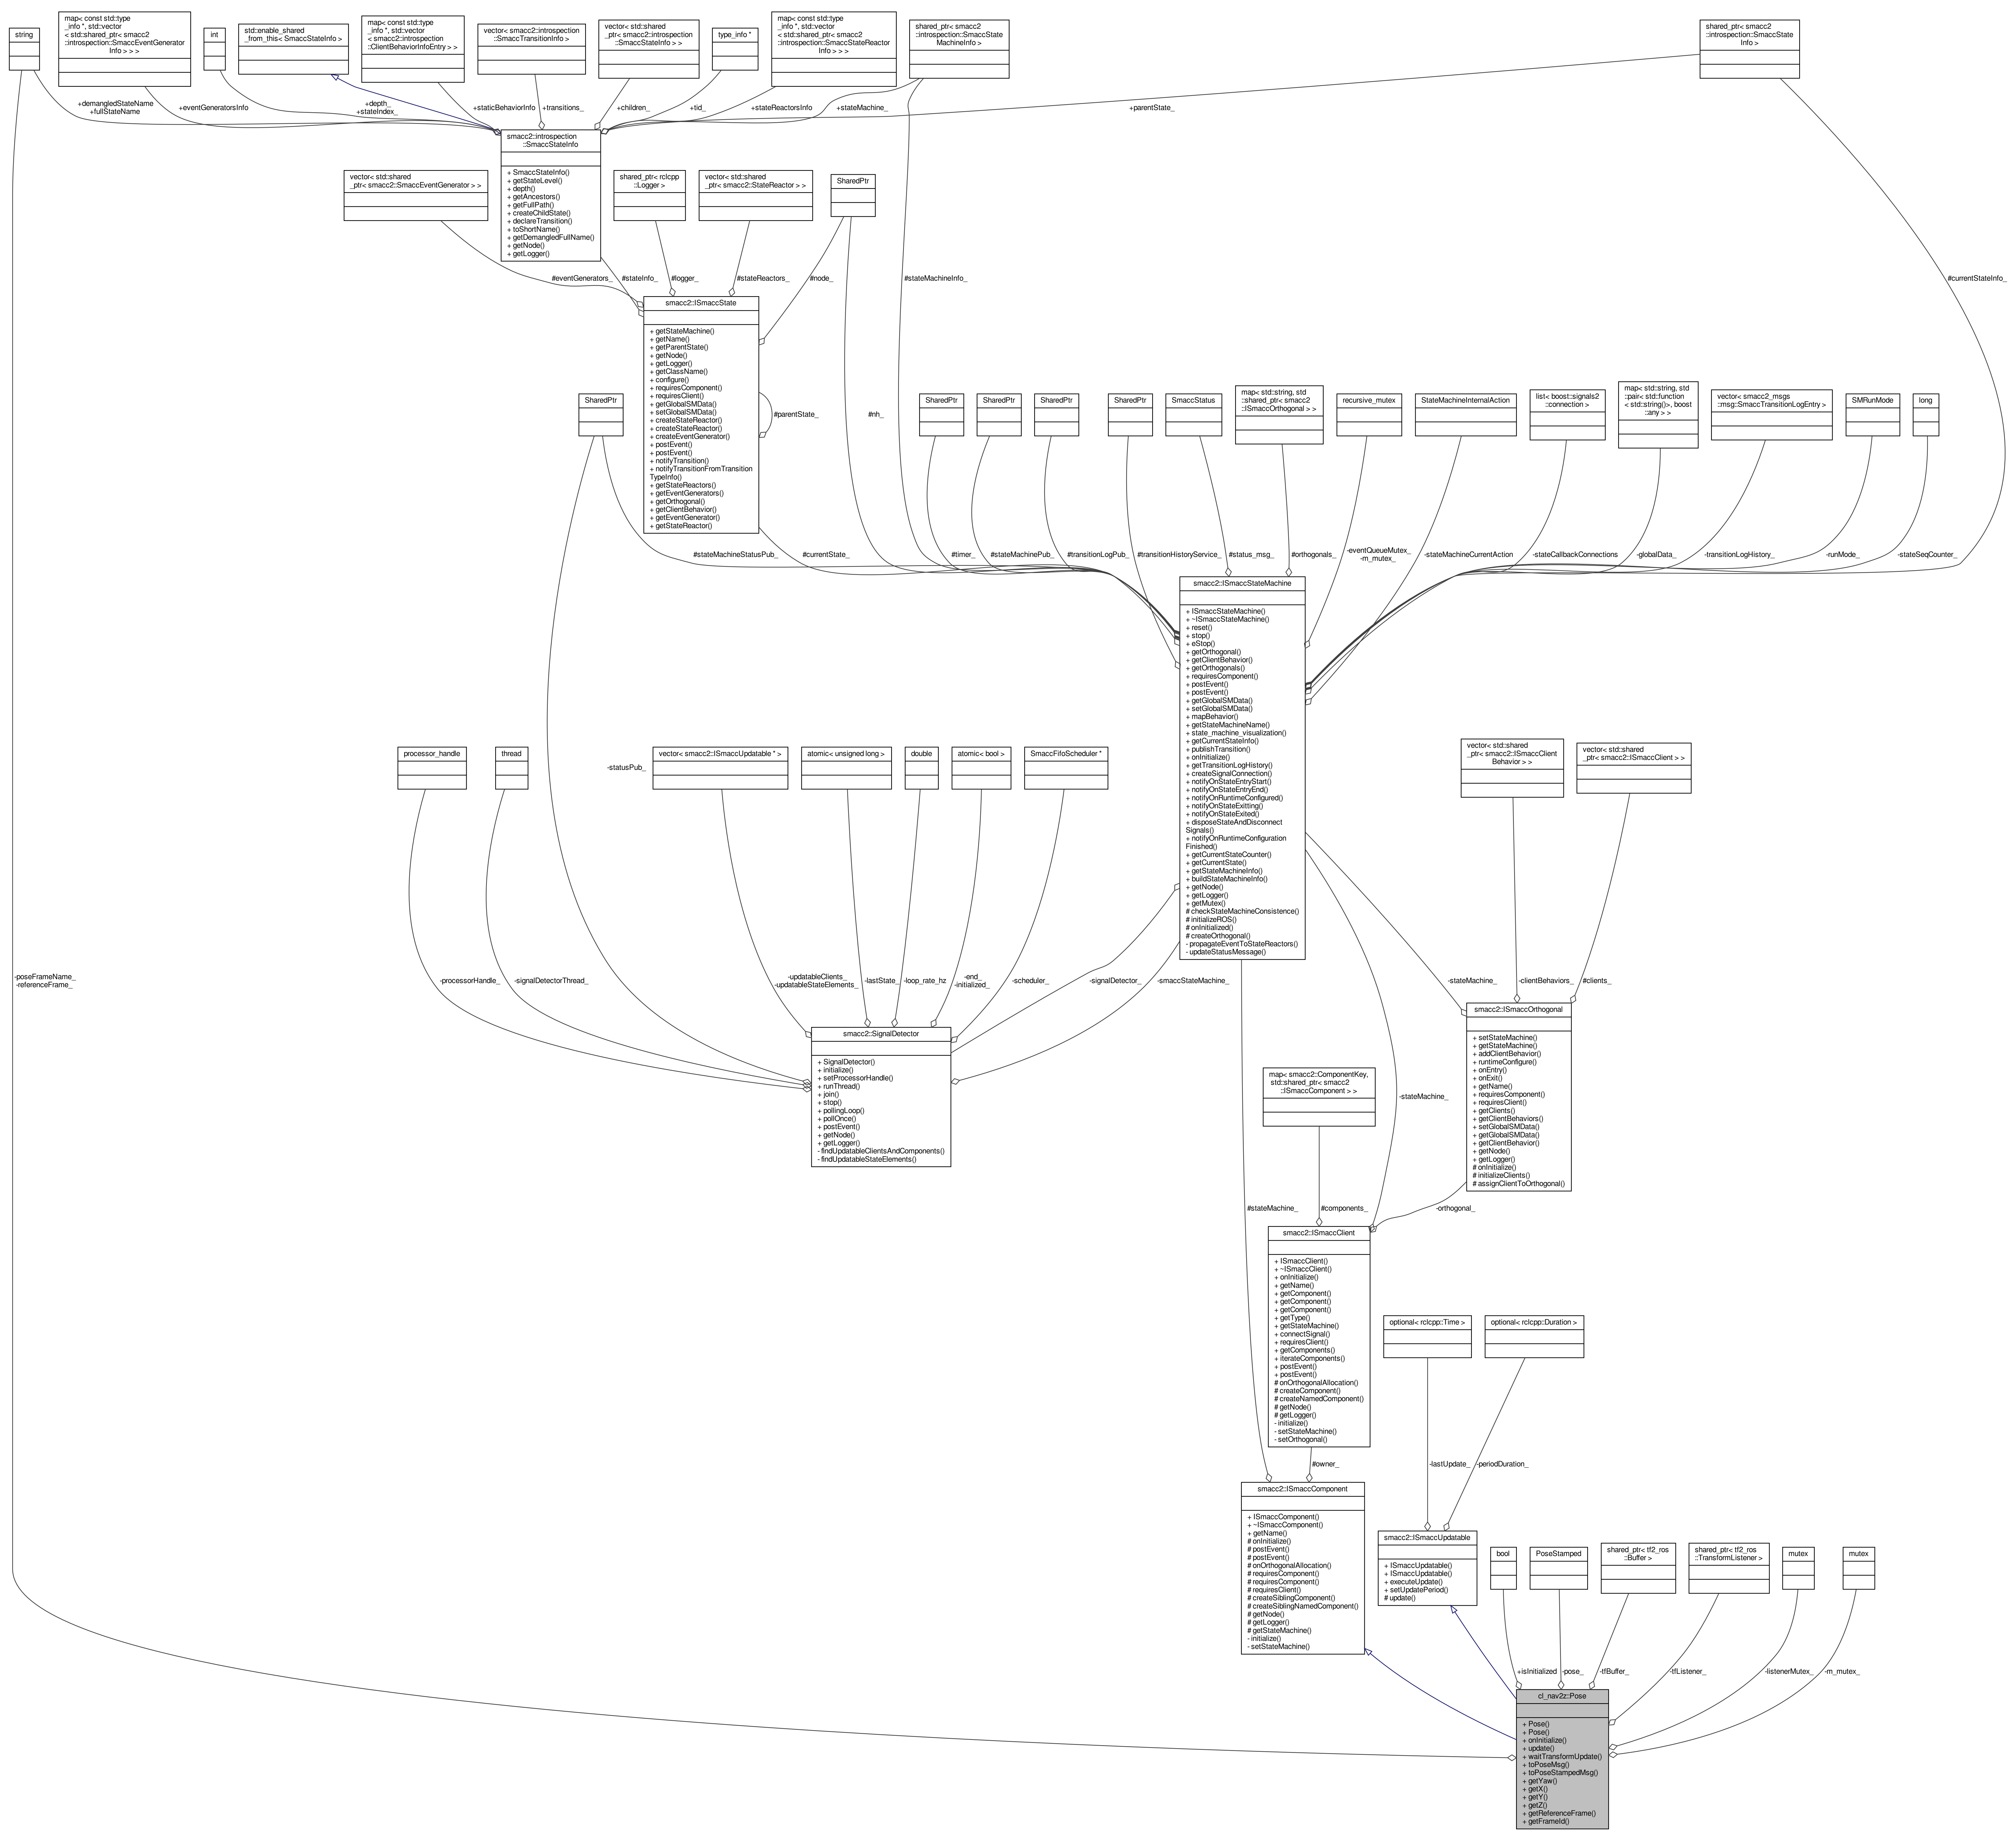 string
map< const std::type
_info *, std::vector
< std::shared_ptr< smacc2
::introspection::SmaccEventGenerator
Info > > >
int
std::enable_shared
_from_this< SmaccStateInfo >
map< const std::type
_info *, std::vector
< smacc2::introspection
::ClientBehaviorInfoEntry > >
vector< smacc2::introspection
::SmaccTransitionInfo >
vector< std::shared
_ptr< smacc2::introspection
::SmaccStateInfo > >
type_info *
map< const std::type
_info *, std::vector
< std::shared_ptr< smacc2
::introspection::SmaccStateReactor
Info > > >
shared_ptr< smacc2
::introspection::SmaccState
MachineInfo >
shared_ptr< smacc2
::introspection::SmaccState
Info >
+demangledStateName
+fullStateName
+eventGeneratorsInfo
+depth_
+stateIndex_
+staticBehaviorInfo
+transitions_
+children_
+tid_
+stateReactorsInfo
+stateMachine_
+parentState_
smacc2::introspection
::SmaccStateInfo
+ SmaccStateInfo()
+ getStateLevel()
+ depth()
+ getAncestors()
+ getFullPath()
+ createChildState()
+ declareTransition()
+ toShortName()
+ getDemangledFullName()
+ getNode()
+ getLogger()
vector< std::shared
_ptr< smacc2::SmaccEventGenerator > >
shared_ptr< rclcpp
::Logger >
vector< std::shared
_ptr< smacc2::StateReactor > >
SharedPtr
#eventGenerators_
#stateInfo_
#logger_
#stateReactors_
#node_
#stateMachineInfo_
#currentStateInfo_
smacc2::ISmaccState
+ getStateMachine()
+ getName()
+ getParentState()
+ getNode()
+ getLogger()
+ getClassName()
+ configure()
+ requiresComponent()
+ requiresClient()
+ getGlobalSMData()
+ setGlobalSMData()
+ createStateReactor()
+ createStateReactor()
+ createEventGenerator()
+ postEvent()
+ postEvent()
+ notifyTransition()
+ notifyTransitionFromTransition
TypeInfo()
+ getStateReactors()
+ getEventGenerators()
+ getOrthogonal()
+ getClientBehavior()
+ getEventGenerator()
+ getStateReactor()
#parentState_
#nh_
SharedPtr
SharedPtr
SharedPtr
SharedPtr
SharedPtr
SmaccStatus
map< std::string, std
::shared_ptr< smacc2
::ISmaccOrthogonal > >
recursive_mutex
StateMachineInternalAction
list< boost::signals2
::connection >
map< std::string, std
::pair< std::function
< std::string()>, boost
::any > >
vector< smacc2_msgs
::msg::SmaccTransitionLogEntry >
SMRunMode
long
#stateMachineStatusPub_
#currentState_
#timer_
#stateMachinePub_
#transitionLogPub_
#transitionHistoryService_
#status_msg_
#orthogonals_
-eventQueueMutex_
-m_mutex_
-stateMachineCurrentAction
-stateCallbackConnections
-globalData_
-transitionLogHistory_
-runMode_
-stateSeqCounter_
smacc2::ISmaccStateMachine
+ ISmaccStateMachine()
+ ~ISmaccStateMachine()
+ reset()
+ stop()
+ eStop()
+ getOrthogonal()
+ getClientBehavior()
+ getOrthogonals()
+ requiresComponent()
+ postEvent()
+ postEvent()
+ getGlobalSMData()
+ setGlobalSMData()
+ mapBehavior()
+ getStateMachineName()
+ state_machine_visualization()
+ getCurrentStateInfo()
+ publishTransition()
+ onInitialize()
+ getTransitionLogHistory()
+ createSignalConnection()
+ notifyOnStateEntryStart()
+ notifyOnStateEntryEnd()
+ notifyOnRuntimeConfigured()
+ notifyOnStateExitting()
+ notifyOnStateExited()
+ disposeStateAndDisconnect
Signals()
+ notifyOnRuntimeConfiguration
Finished()
+ getCurrentStateCounter()
+ getCurrentState()
+ getStateMachineInfo()
+ buildStateMachineInfo()
+ getNode()
+ getLogger()
+ getMutex()
# checkStateMachineConsistence()
# initializeROS()
# onInitialized()
# createOrthogonal()
- propagateEventToStateReactors()
- updateStatusMessage()
processor_handle
thread
-statusPub_
vector< smacc2::ISmaccUpdatable * >
atomic< unsigned long >
double
atomic< bool >
SmaccFifoScheduler *
vector< std::shared
_ptr< smacc2::ISmaccClient
Behavior > >
vector< std::shared
_ptr< smacc2::ISmaccClient > >
-poseFrameName_
-referenceFrame_
-processorHandle_
-signalDetectorThread_
-updatableClients_
-updatableStateElements_
-lastState_
-loop_rate_hz
-end_
-initialized_
-scheduler_
-signalDetector_
-smaccStateMachine_
-stateMachine_
-clientBehaviors_
#clients_
smacc2::SignalDetector
+ SignalDetector()
+ initialize()
+ setProcessorHandle()
+ runThread()
+ join()
+ stop()
+ pollingLoop()
+ pollOnce()
+ postEvent()
+ getNode()
+ getLogger()
- findUpdatableClientsAndComponents()
- findUpdatableStateElements()
smacc2::ISmaccOrthogonal
+ setStateMachine()
+ getStateMachine()
+ addClientBehavior()
+ runtimeConfigure()
+ onEntry()
+ onExit()
+ getName()
+ requiresComponent()
+ requiresClient()
+ getClients()
+ getClientBehaviors()
+ setGlobalSMData()
+ getGlobalSMData()
+ getClientBehavior()
+ getNode()
+ getLogger()
# onInitialize()
# initializeClients()
# assignClientToOrthogonal()
map< smacc2::ComponentKey,
std::shared_ptr< smacc2
::ISmaccComponent > >
-stateMachine_
#stateMachine_
#components_
-orthogonal_
smacc2::ISmaccClient
+ ISmaccClient()
+ ~ISmaccClient()
+ onInitialize()
+ getName()
+ getComponent()
+ getComponent()
+ getComponent()
+ getType()
+ getStateMachine()
+ connectSignal()
+ requiresClient()
+ getComponents()
+ iterateComponents()
+ postEvent()
+ postEvent()
# onOrthogonalAllocation()
# createComponent()
# createNamedComponent()
# getNode()
# getLogger()
- initialize()
- setStateMachine()
- setOrthogonal()
optional< rclcpp::Time >
optional< rclcpp::Duration >
#owner_
-lastUpdate_
-periodDuration_
smacc2::ISmaccComponent
+ ISmaccComponent()
+ ~ISmaccComponent()
+ getName()
# onInitialize()
# postEvent()
# postEvent()
# onOrthogonalAllocation()
# requiresComponent()
# requiresComponent()
# requiresClient()
# createSiblingComponent()
# createSiblingNamedComponent()
# getNode()
# getLogger()
# getStateMachine()
- initialize()
- setStateMachine()
smacc2::ISmaccUpdatable
+ ISmaccUpdatable()
+ ISmaccUpdatable()
+ executeUpdate()
+ setUpdatePeriod()
# update()
bool
PoseStamped
shared_ptr< tf2_ros
::Buffer >
shared_ptr< tf2_ros
::TransformListener >
mutex
mutex
+isInitialized
-pose_
-tfBuffer_
-tfListener_
-listenerMutex_
-m_mutex_
cl_nav2z::Pose
+ Pose()
+ Pose()
+ onInitialize()
+ update()
+ waitTransformUpdate()
+ toPoseMsg()
+ toPoseStampedMsg()
+ getYaw()
+ getX()
+ getY()
+ getZ()
+ getReferenceFrame()
+ getFrameId()